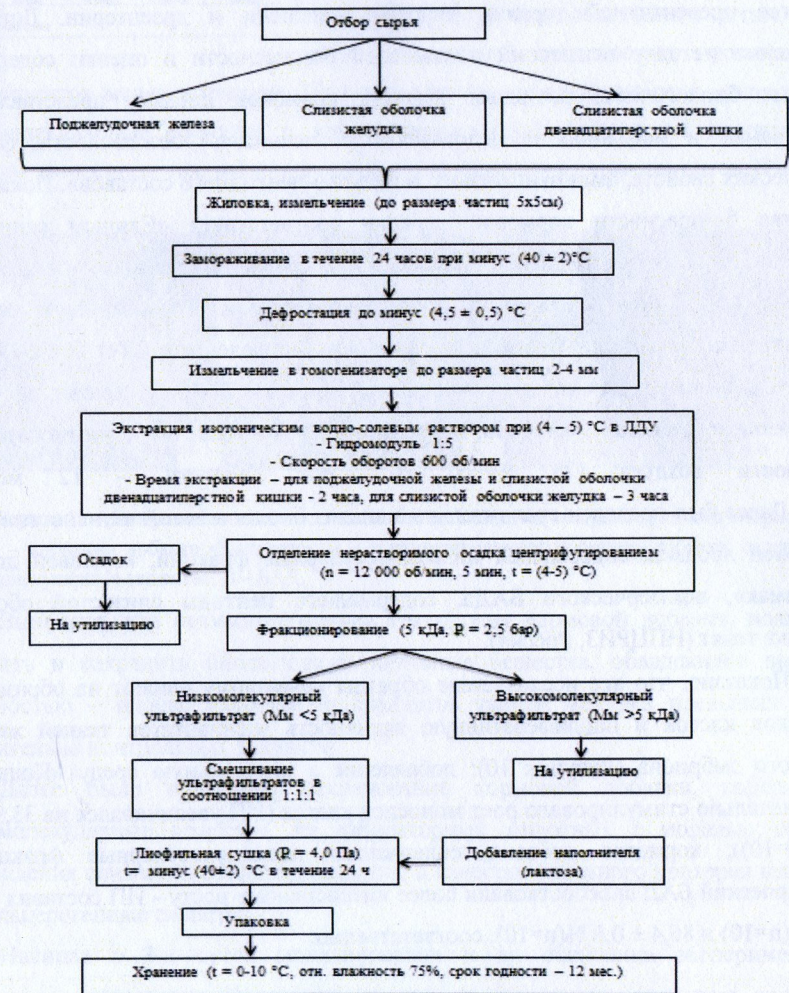 Отбор сырья
Поджелудочная железа
Слизистая оболочка
желудка
Слизистая оболочка
двенадцатиперстной кишки
Жиловка, измельчение (до размера частиц 5х5см)
Замораживание в течение 24 часов при минус (40 ± 2)°С
Дефростация до минус (4,5 ± 0,5) °С
Измельчение в гомогенизаторе до размера частиц 2-4 мм
Экстракция изотоническим водно-солевым раствором при (4 – 5) °С в ЛДУ
- Гидромодуль 1:5
- Скорость оборотов 600 об/мин
- Время экстракции – для поджелудочной железы и слизистой оболочки
двенадцатиперстной кишки - 2 часа, для слизистой оболочки желудка – 3 часа
Отделение нерастворимого осадка центрифугированием
(n = 12 000 об/мин, 5 мин, t = (4-5) °С)
Осадок
На утилизацию
Фракционирование (5 кДа, P = 2,5 бар)
ультрафильтрат (Мм <5 кДа)
ультрафильтрат (Мм >5 кДа)
Смешивание
ультрафильтратов в
соотношении 1:1:1
На утилизацию
Лиофильная сушка (P = 4,0 Па)
t= минус (40±2) °С в течение 24 ч
Добавление наполнителя
(лактоза)
Упаковка
Хранение (t = 0-10 °С, отн. влажность 75%, срок годности – 12 мес.)